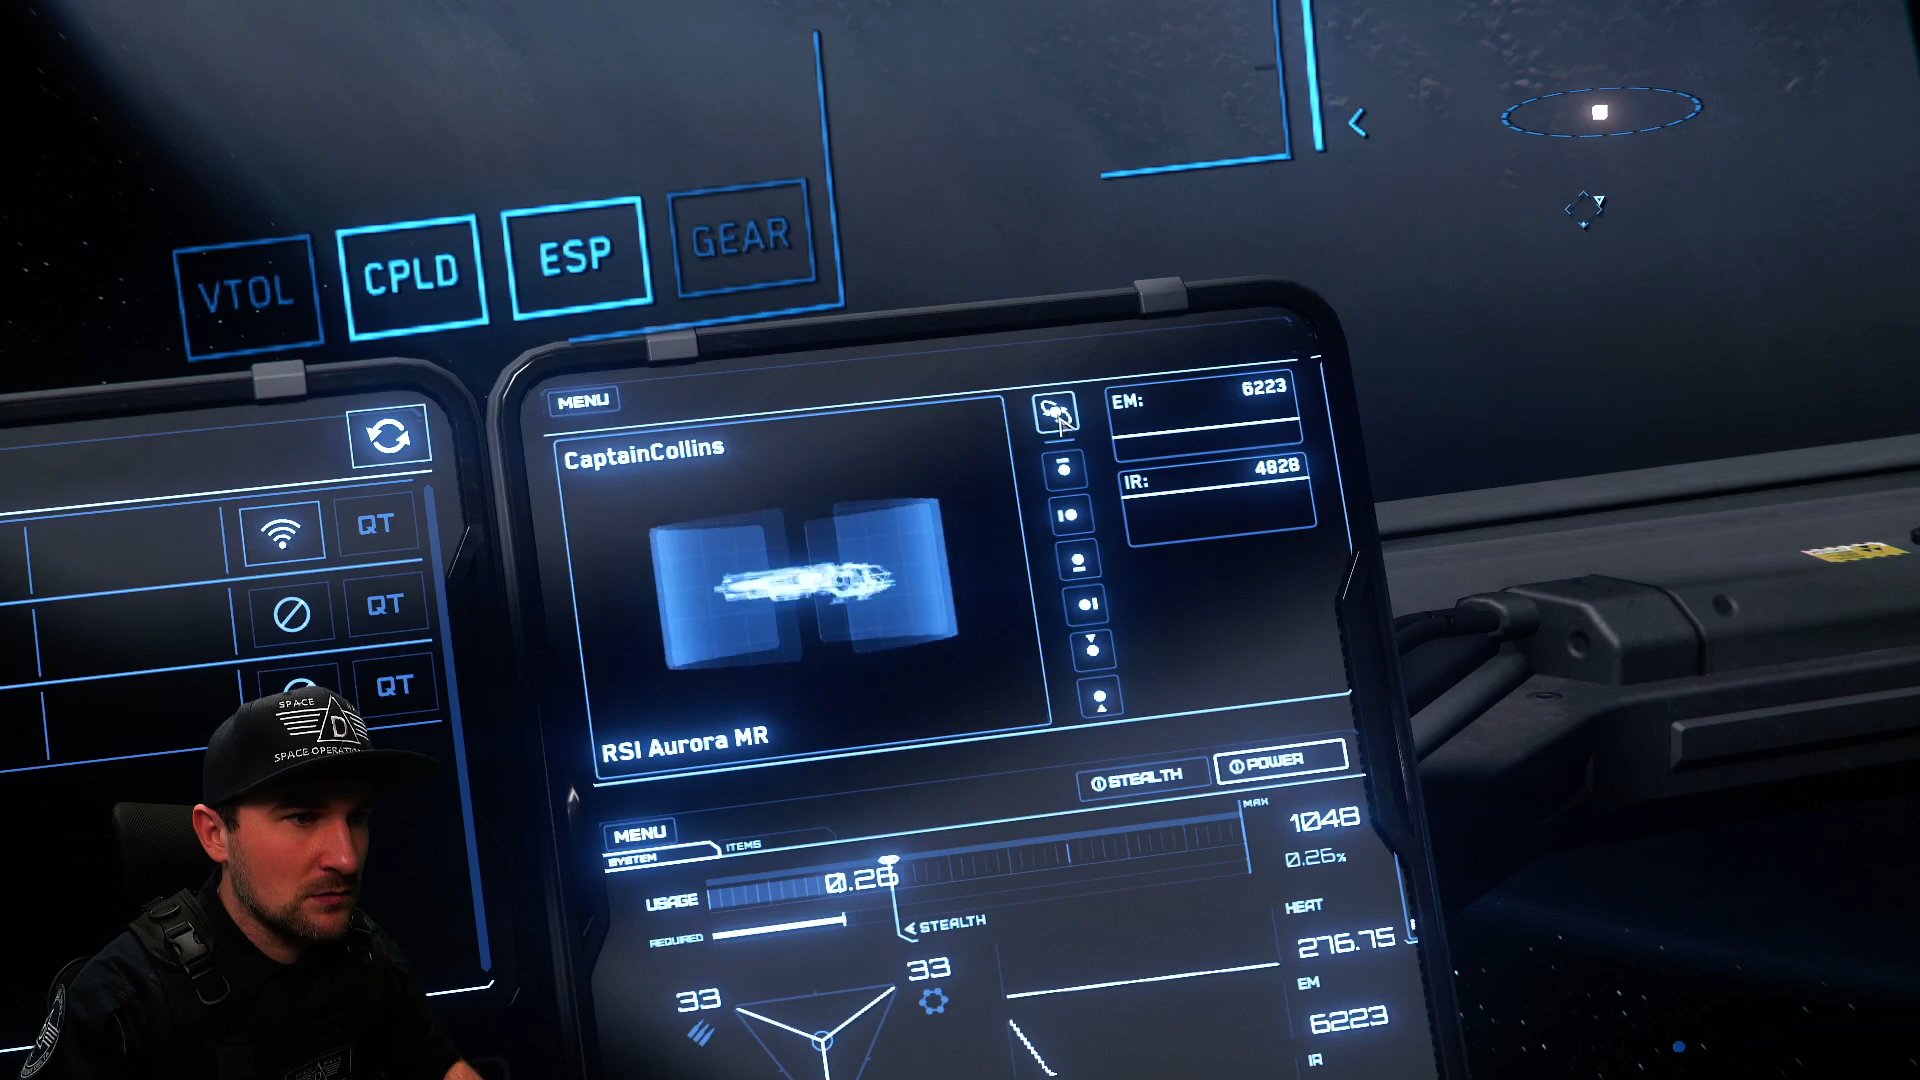 VTOL
CPLD
ESP
GEAR
MENU
EM: 6223
CaptainCollins
IR: 4828
QT
QT
QT
RSI Aurora MR
STEALTH
POWER
MENU
SYSTEM
ITEMS
MAX
1048
0.26%
USAGE
0.26
REQUIRED
STEALTH
HEAT
276.75
33
33
EM
6223
IR
SPACE
D
SPACE